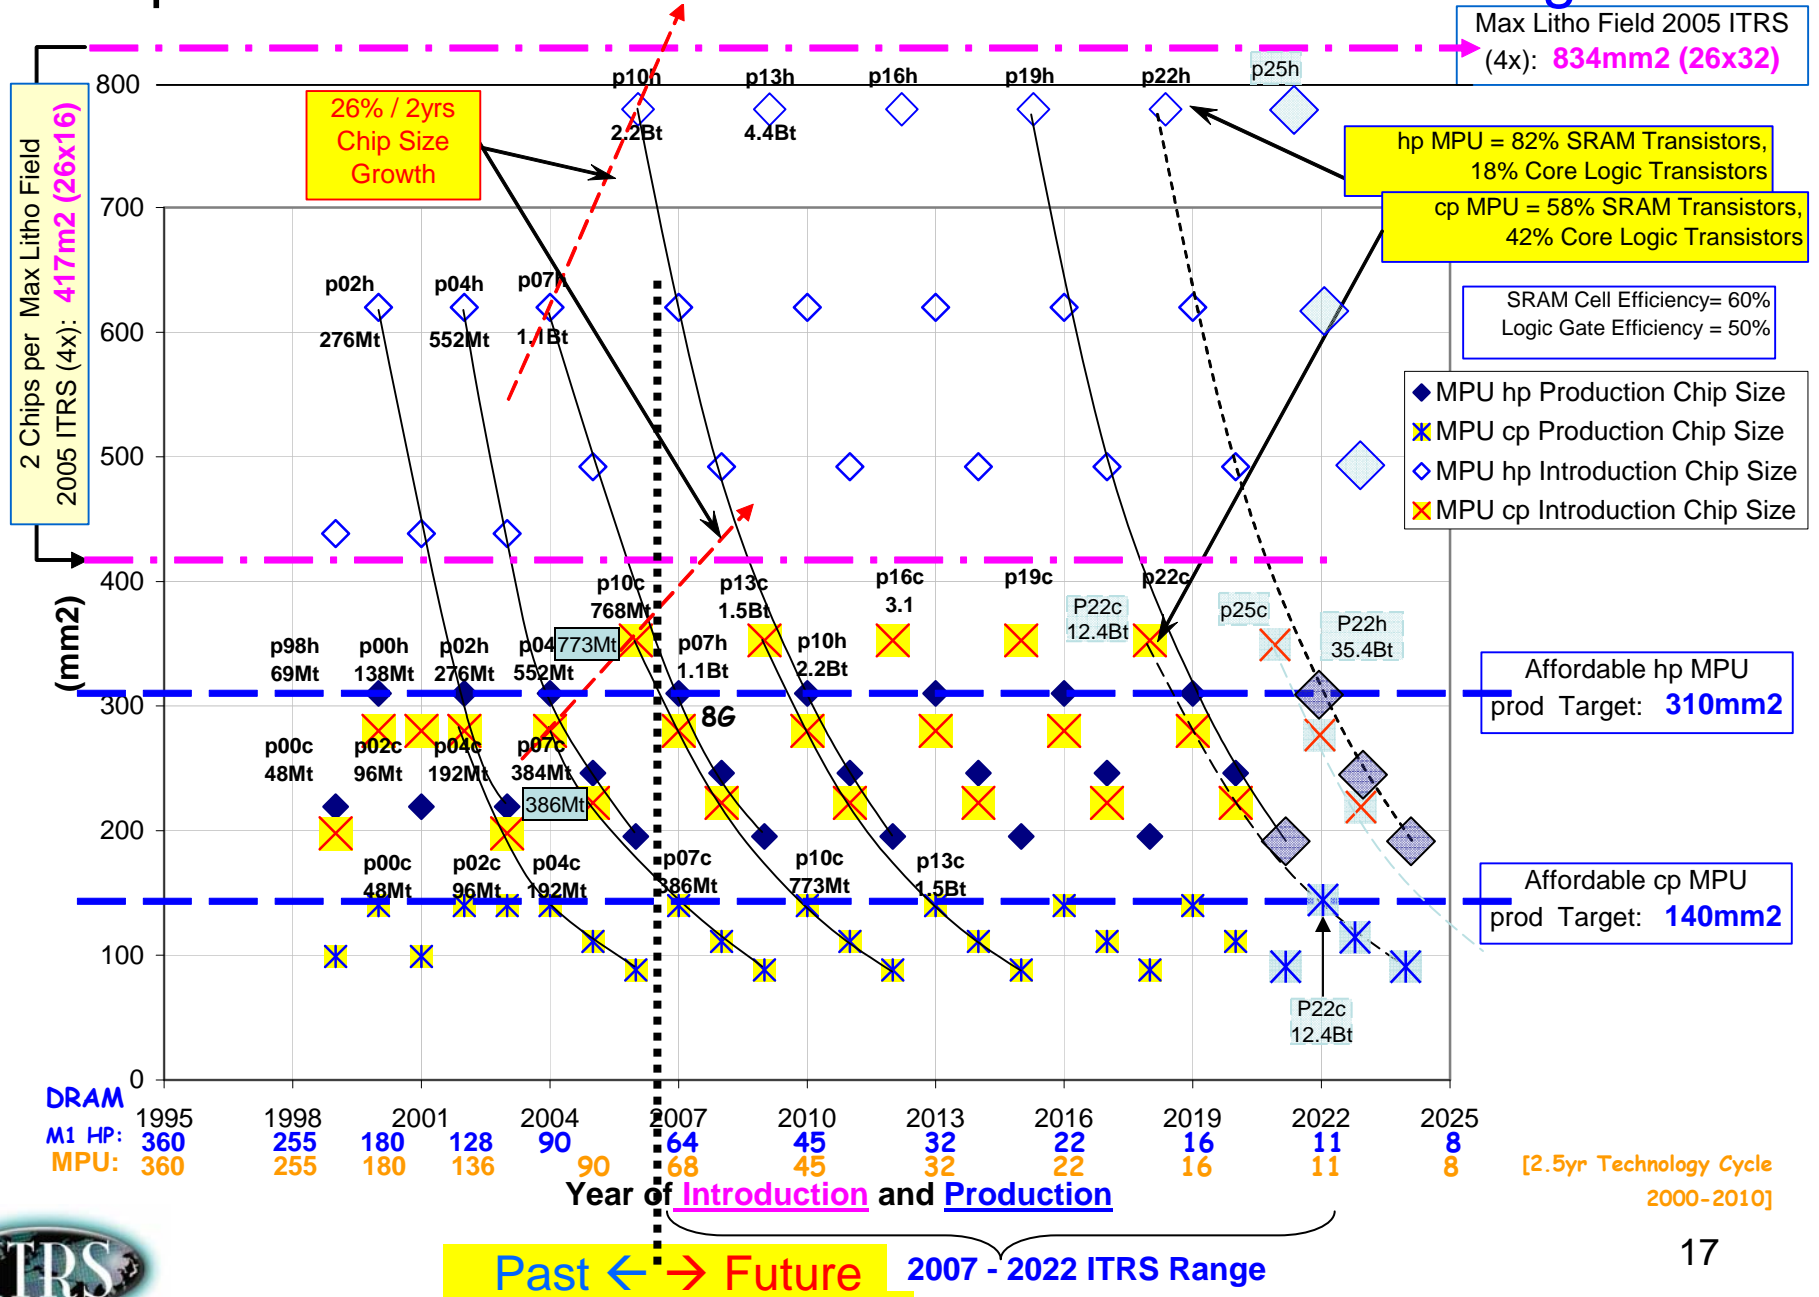 Max Litho Field 2005 ITRS
(4x): 834mm2 (26x32)
2 Chips per Max Litho Field
2005 ITRS (4x): 417m2 (26x16)
(mm2)
800
700
600
500
400
300
200
100
0
26% / 2yrs
Chip Size
Growth
p10h
2.2Bt
p13h
4.4Bt
p16h
p19h
p22h
p25h
hp MPU = 82% SRAM Transistors,
18% Core Logic Transistors
cp MPU = 58% SRAM Transistors,
42% Core Logic Transistors
SRAM Cell Efficiency= 60%
Logic Gate Efficiency = 50%
MPU hp Production Chip Size
MPU cp Production Chip Size
MPU hp Introduction Chip Size
MPU cp Introduction Chip Size
p02h
276Mt
p04h
552Mt
p07h
1.1Bt
p10c
768Mt
773Mt
p13c
1.5Bt
p16c
3.1
p19c
p22c
P22c
12.4Bt
p25c
P22h
35.4Bt
p98h
69Mt
p00h
138Mt
p02h
276Mt
p04
552Mt
p07h
1.1Bt
p10h
2.2Bt
8G
Affordable hp MPU
prod Target: 310mm2
p00c
48Mt
p02c
96Mt
p04c
192Mt
p07c
384Mt
386Mt
p00c
48Mt
p02c
96Mt
p04c
192Mt
p07c
386Mt
p10c
773Mt
p13c
1.5Bt
Affordable cp MPU
prod Target: 140mm2
P22c
12.4Bt
1995 1998 2001 2004 2007 2010 2013 2016 2019 2022 2025
DRAM
M1 HP: 360 255 180 128 90 64 45 32 22 16 11 8
MPU: 360 255 180 136 90 68 45 32 22 16 11 8
[2.5yr Technology Cycle
2000-2010]
Year of Introduction and Production
Past ← → Future
2007 - 2022 ITRS Range
17
TRS